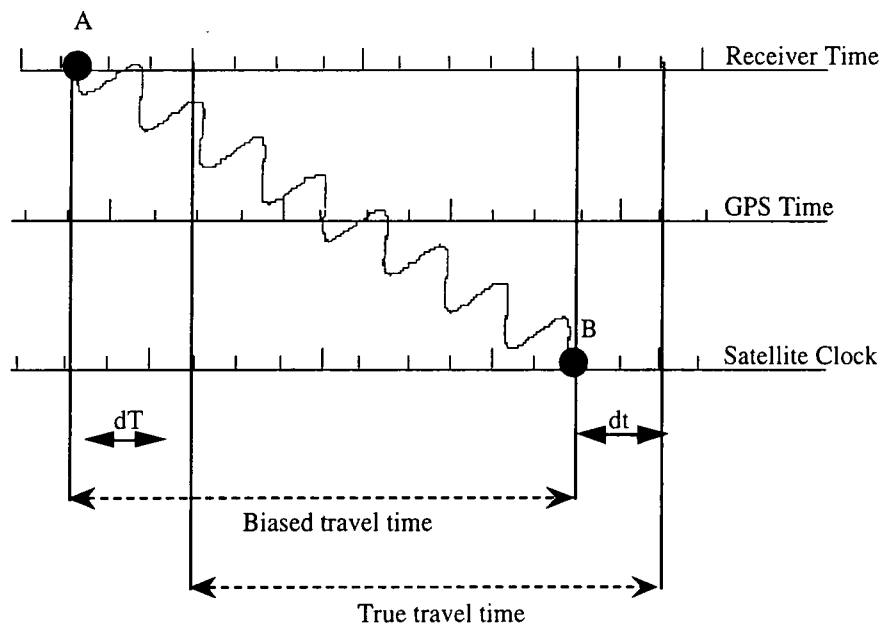 A
Receiver Time
GPS Time
B
Satellite Clock
dT
dt
Biased travel time
True travel time